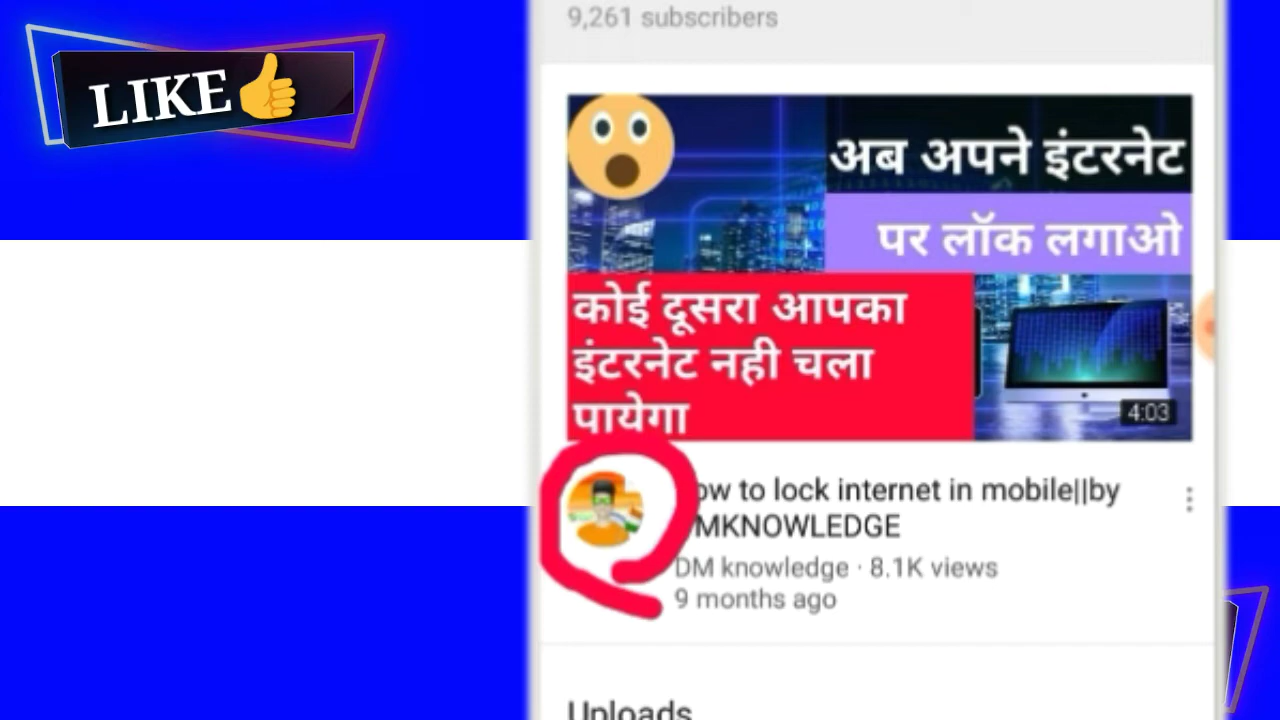 LIKE👍
9,261 subscribers
अब अपने इंटरनेट
पर लॉक लगाओ
कोई दूसरा आपका
इंटरनेट नही चला
पायेगा
4:03
ow to lock internet in mobile||by
MKNOWLEDGE
DM knowledge · 8.1K views
9 months ago
Uploads